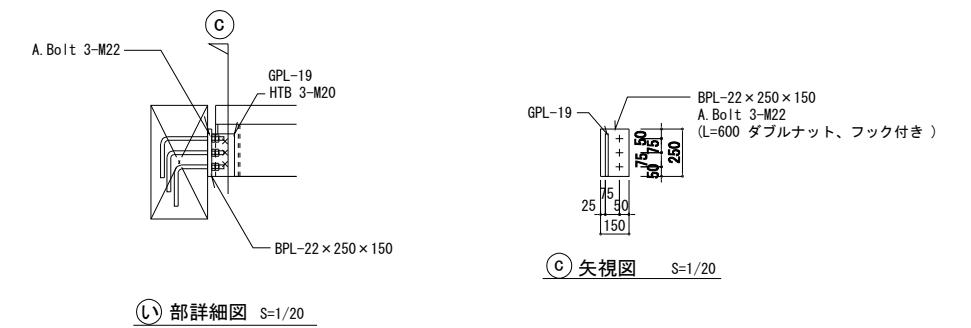 C
A.Bolt 3-M22
GPL-19
HTB 3-M20
BPL-22×250×150
い 部詳細図 S=1/20
GPL-19
BPL-22×250×150
A.Bolt 3-M22
(L=600 ダブルナット、フック付き )
50
75
75
50
250
75
25
50
150
C 矢視図 S=1/20